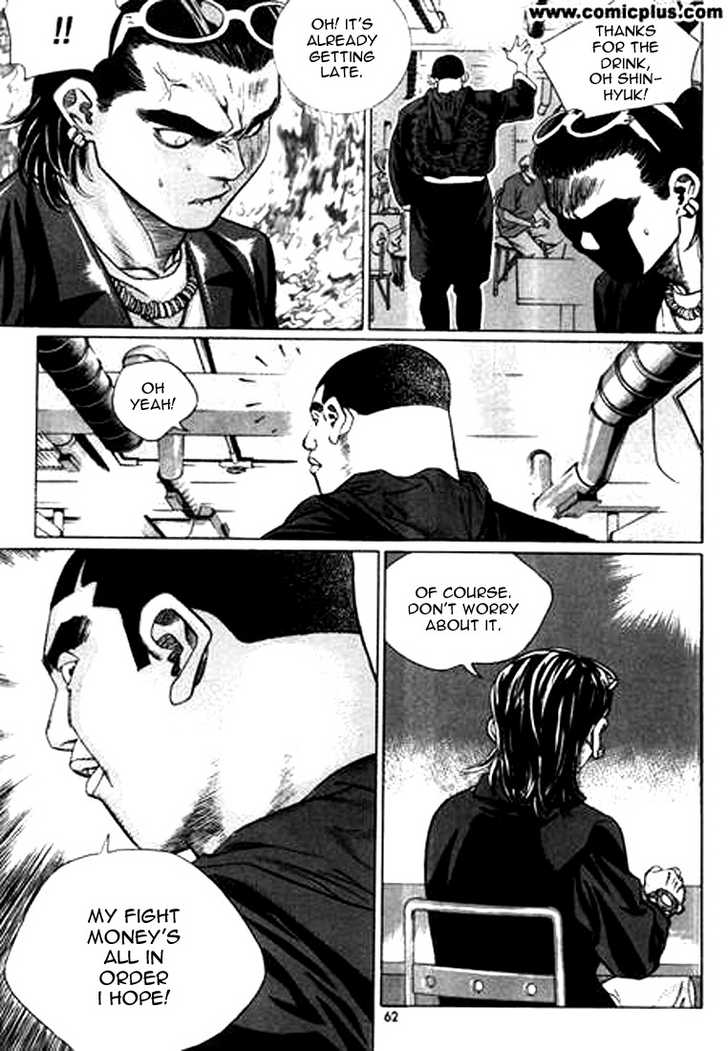 www.comicplus.com
!!
OH! IT'S
ALREADY
GETTING
LATE.
THANKS
FOR THE
DRINK,
OH SHIN-
HYUK!
OH
YEAH!
OF COURSE.
DON'T WORRY
ABOUT IT.
MY FIGHT
MONEY'S
ALL IN
ORDER
I HOPE!
62